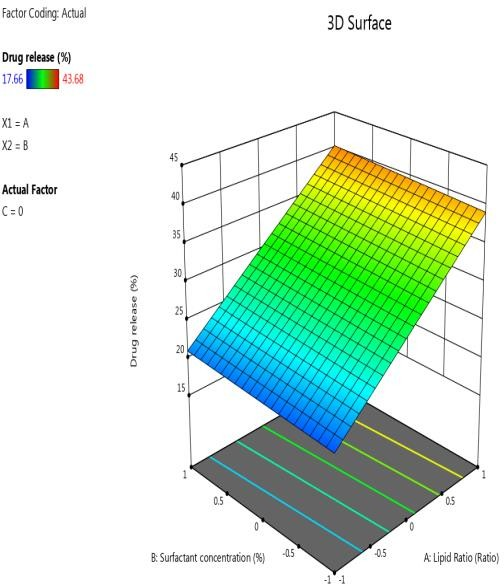 Factor Coding: Actual
3D Surface
Drug release (%)
17.66 43.68
X1 = A
X2 = B
Actual Factor
C = 0
45
40
35
30
25
20
15
Drug release (%)
1
0.5
0
-0.5
-1
B: Surfactant concentration (%)
-1
-0.5
0
0.5
1
A: Lipid Ratio (Ratio)